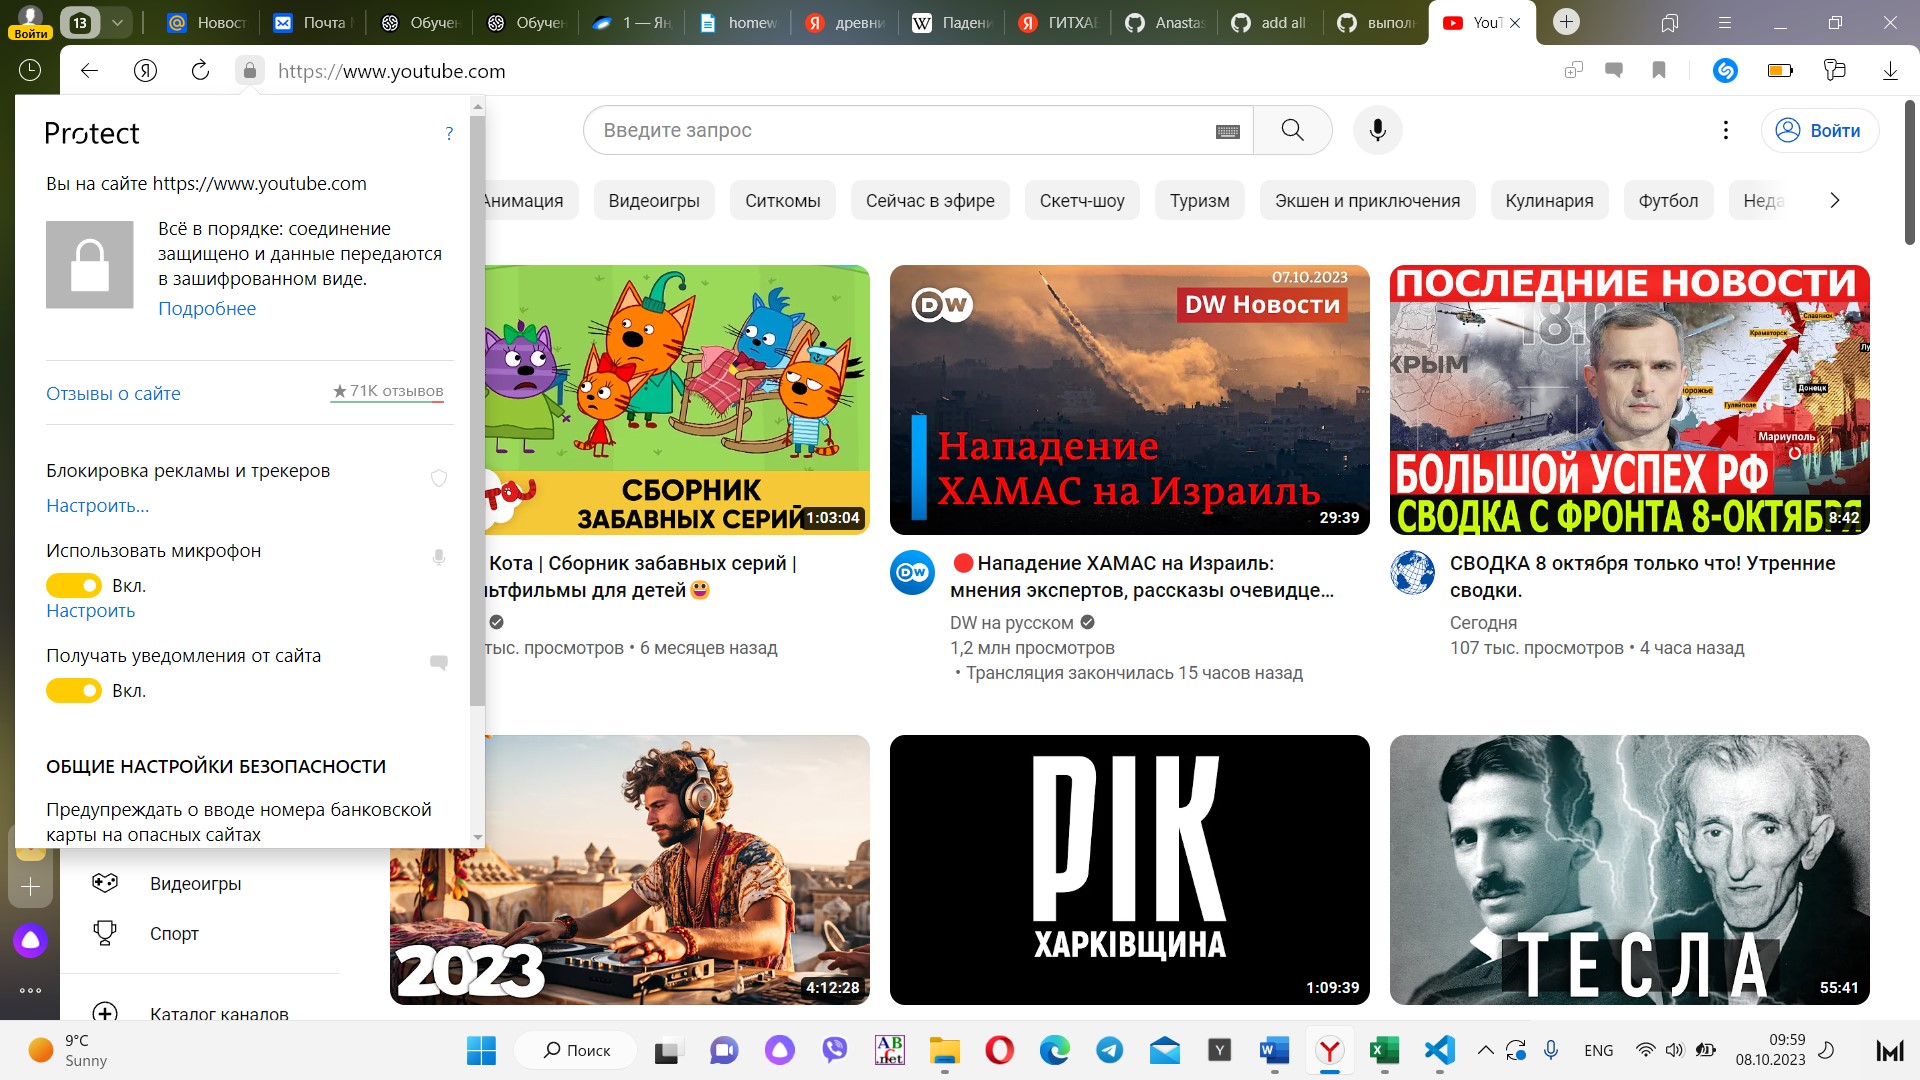 Войти
13
Новост
Почта
Обучен
Обучен
1 — Ян
homew
древни
Падени
ГИТХАБ
Anastas
add all
выполн
YouT
https://www.youtube.com
Protect
?
Вы на сайте https://www.youtube.com
Всё в порядке: соединение
защищено и данные передаются
в зашифрованном виде.
Подробнее
Отзывы о сайте
71K отзывов
Блокировка рекламы и трекеров
Настроить...
Использовать микрофон
Вкл.
Настроить
Получать уведомления от сайта
Вкл.
ОБЩИЕ НАСТРОЙКИ БЕЗОПАСНОСТИ
Предупреждать о вводе номера банковской
карты на опасных сайтах
Видеоигры
Спорт
Каталог каналов
Введите запрос
Войти
Анимация
Видеоигры
Ситкомы
Сейчас в эфире
Скетч-шоу
Туризм
Экшен и приключения
Кулинария
Футбол
Неда
СБОРНИК
ЗАБАВНЫХ СЕРИЙ
1:03:04
Кота | Сборник забавных серий |
льтфильмы для детей😀
тыс. просмотров • 6 месяцев назад
07.10.2023
DW
DW Новости
Нападение
ХАМАС на Израиль
29:39
DW
🔴Нападение ХАМАС на Израиль:
мнения экспертов, рассказы очевидце...
DW на русском
1,2 млн просмотров
• Трансляция закончилась 15 часов назад
ПОСЛЕДНИЕ НОВОСТИ
КРЫМ
Славянск
Краматорск
Донецк
Гуляйполе
Мариуполь
БОЛЬШОЙ УСПЕХ РФ
СВОДКА С ФРОНТА 8-ОКТЯБРЯ
8:42
СВОДКА 8 октября только что! Утренние
сводки.
Сегодня
107 тыс. просмотров • 4 часа назад
2023
4:12:28
РІК
ХАРКІВЩИНА
1:09:39
ТЕСЛА
55:41
9°C
Sunny
Поиск
ABC
.net
ENG
09:59
08.10.2023